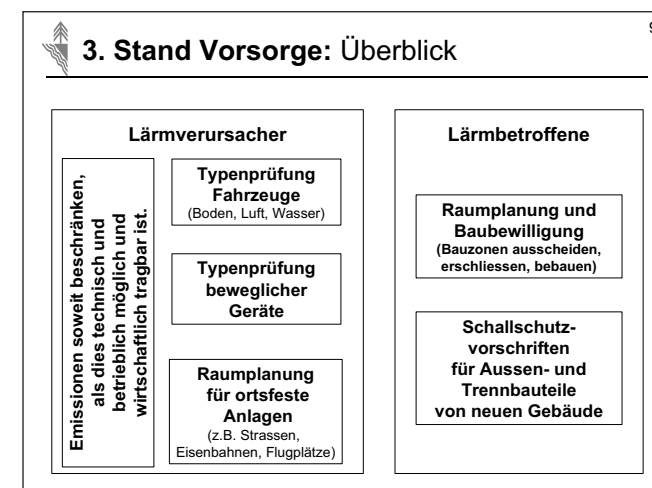 9
3. Stand Vorsorge: Überblick
Lärmverursacher
Emissionen soweit beschränken,
als dies technisch und
betrieblich möglich und
wirtschaftlich tragbar ist.
Typenprüfung
Fahrzeuge
(Boden, Luft, Wasser)
Typenprüfung
beweglicher
Geräte
Raumplanung
für ortsfeste
Anlagen
(z.B. Strassen,
Eisenbahnen, Flugplätze)
Lärmbetroffene
Raumplanung und
Baubewilligung
(Bauzonen ausscheiden,
erschliessen, bebauen)
Schallschutz-
vorschriften
für Aussen- und
Trennbauteile
von neuen Gebäude